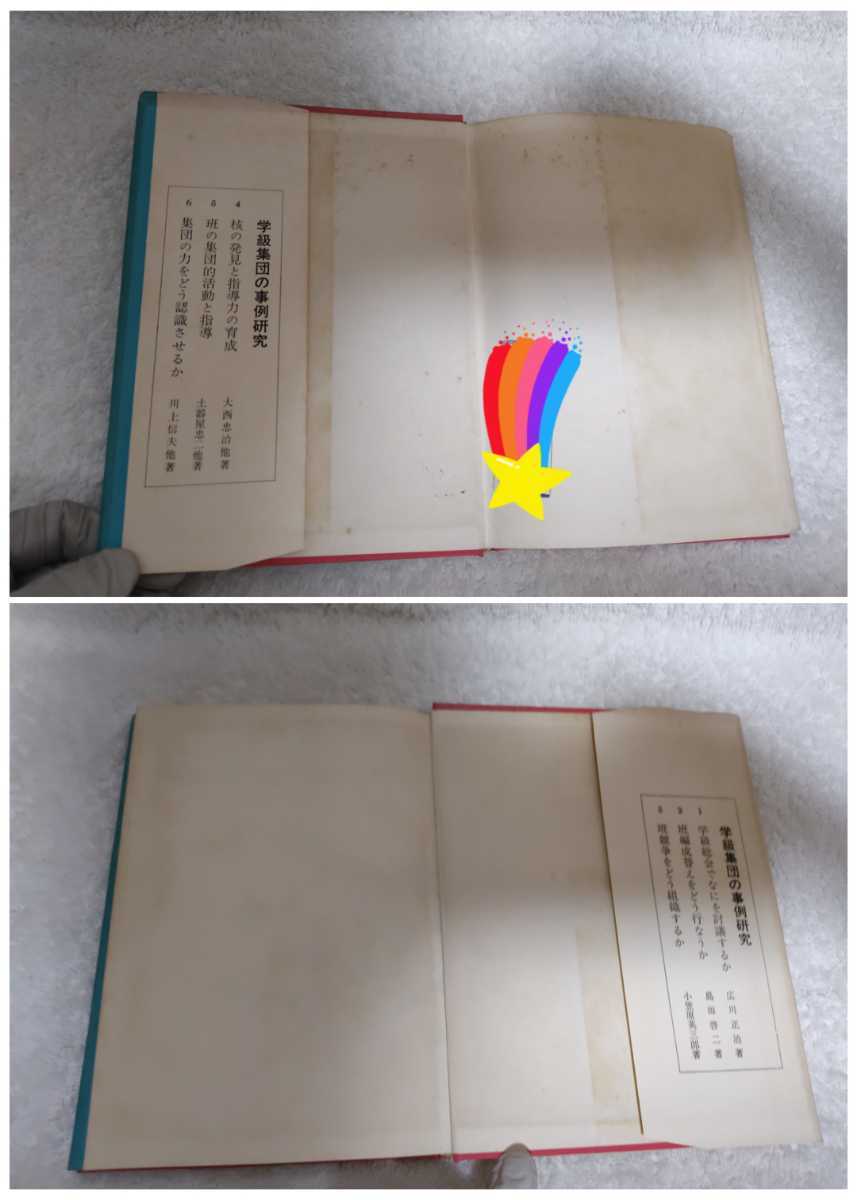 学級集団の事例研究
4 核の発見と指導力の育成 大西忠治他著
5 班の集団的活動と指導 土器屋忠二他著
6 集団の力をどう認識させるか 川上信夫他著
学級集団の事例研究
1 学級総会でなにを討議するか 広川正治著
2 班編成替えをどう行なうか 島田啓二著
3 班競争をどう組織するか 小笠原英三郎著